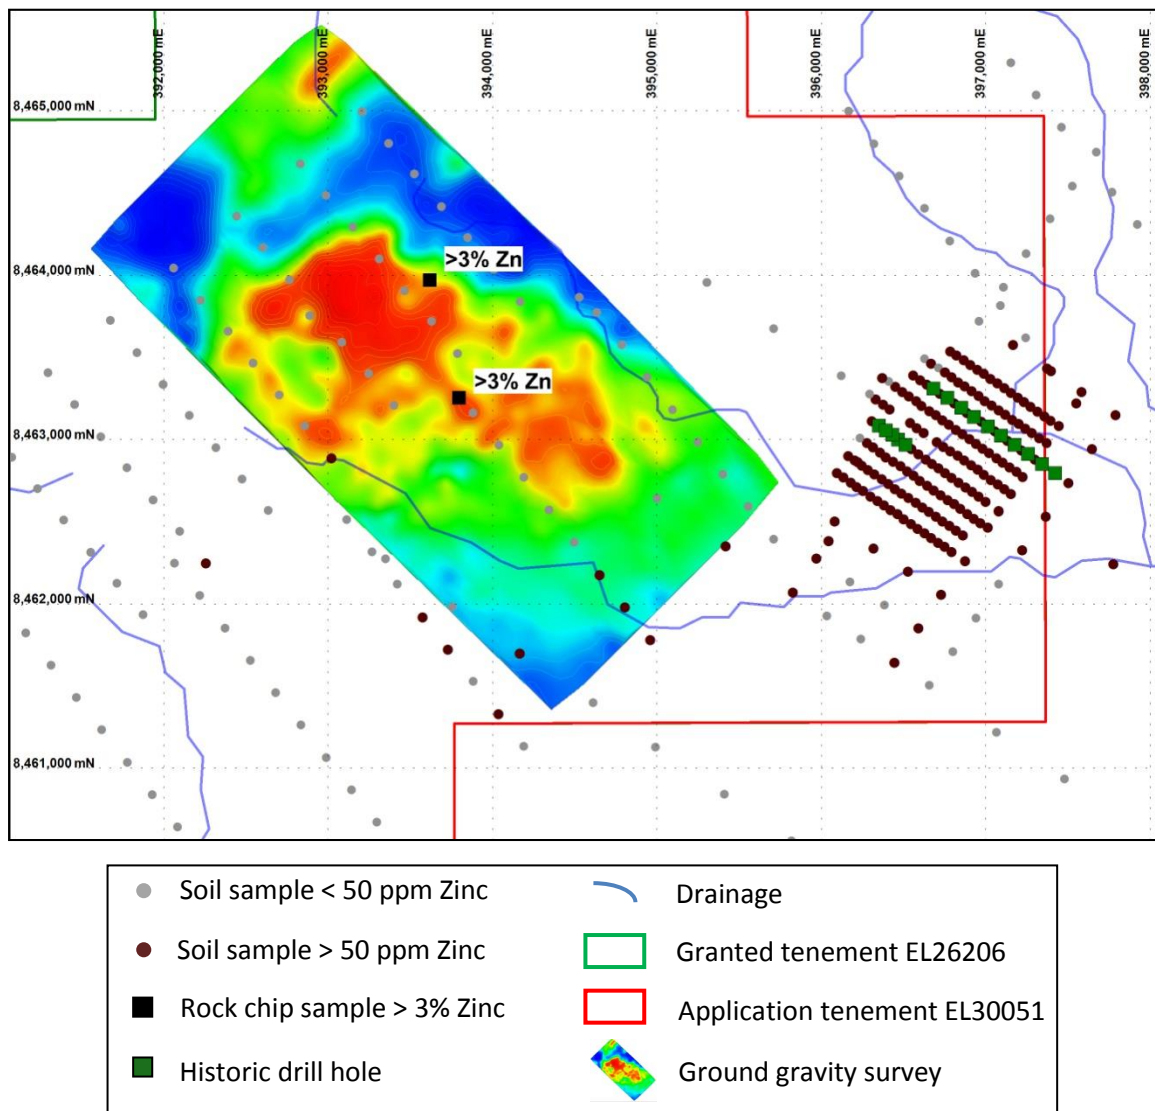 392,000 mE
393,000 mE
394,000 mE
395,000 mE
396,000 mE
397,000 mE
398,000 mE
8,465,000 mN
8,464,000 mN
8,463,000 mN
8,462,000 mN
8,461,000 mN
>3% Zn
>3% Zn
Soil sample < 50 ppm Zinc
Drainage
Soil sample > 50 ppm Zinc
Granted tenement EL26206
Rock chip sample > 3% Zinc
Application tenement EL30051
Historic drill hole
Ground gravity survey